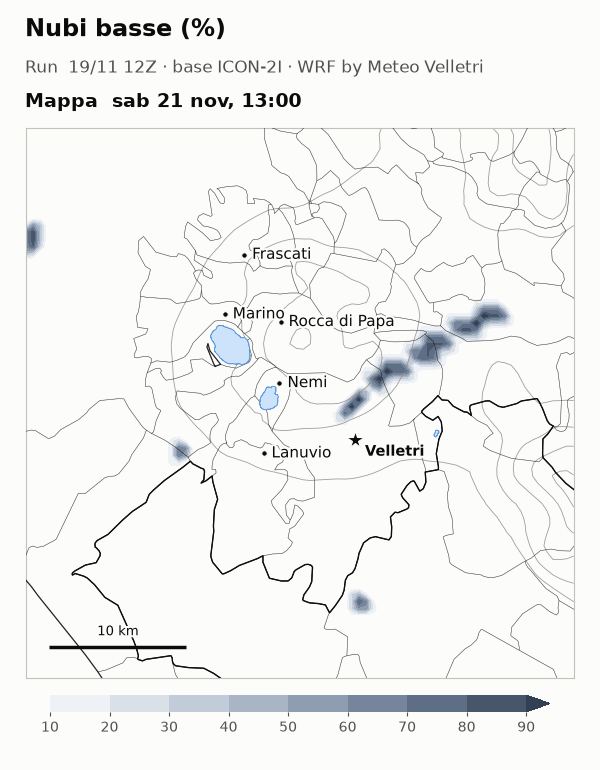 Nubi basse (%)
Run  19/11 12Z · base ICON-2I · WRF by Meteo Velletri
Mappa  sab 21 nov, 13:00
Frascati
Marino
Rocca di Papa
Nemi
Velletri
Lanuvio
10 km
10 20 30 40 50 60 70 80 90